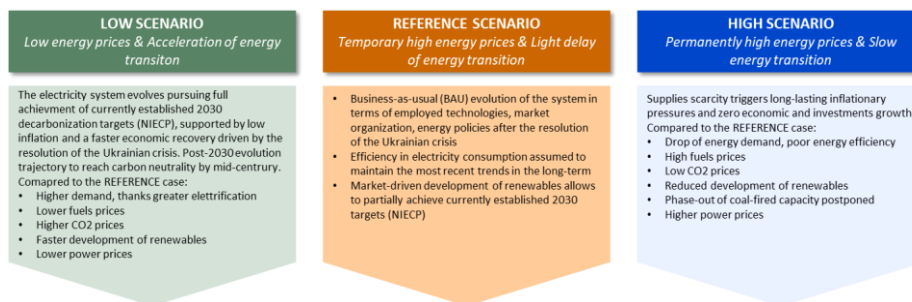 LOW SCENARIO
Low energy prices & Acceleration of energy
transiton
The electricity system evolves pursuing full
achievment of currently established 2030
decarbonization targets (NIECP), supported by low
inflation and a faster economic recovery driven by the
resolution of the Ukrainian crisis. Post-2030 evolution
trajectory to reach carbon neutrality by mid-centrury.
Comapred to the REFERENCE case:
• Higher demand, thanks greater elettrification
• Lower fuels prices
• Higher CO2 prices
• Faster development of renewables
• Lower power prices
REFERENCE SCENARIO
Temporary high energy prices & Light delay
of energy transition
• Business-as-usual (BAU) evolution of the system in
terms of employed technologies, market
organization, energy policies after the resolution
of the Ukrainian crisis
• Efficiency in electricity consumption assumed to
maintain the most recent trends in the long-term
• Market-driven development of renewables allows
to partially achieve currently established 2030
targets (NIECP)
HIGH SCENARIO
Permanently high energy prices & Slow
energy transition
Supplies scarcity triggers long-lasting inflationary
pressures and zero economic and investments growth.
Compared to the REFERENCE case:
• Drop of energy demand, poor energy efficiency
• High fuels prices
• Low CO2 prices
• Reduced development of renewables
• Phase-out of coal-fired capacity postponed
• Higher power prices